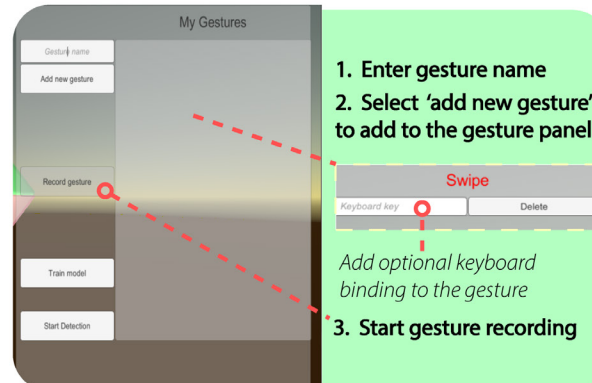 My Gestures
Gesture name
Add new gesture
Record gesture
Train model
Start Detection
1. Enter gesture name
2. Select ‘add new gesture’
to add to the gesture panel
Swipe
Keyboard key
Delete
Add optional keyboard
binding to the gesture
3. Start gesture recording